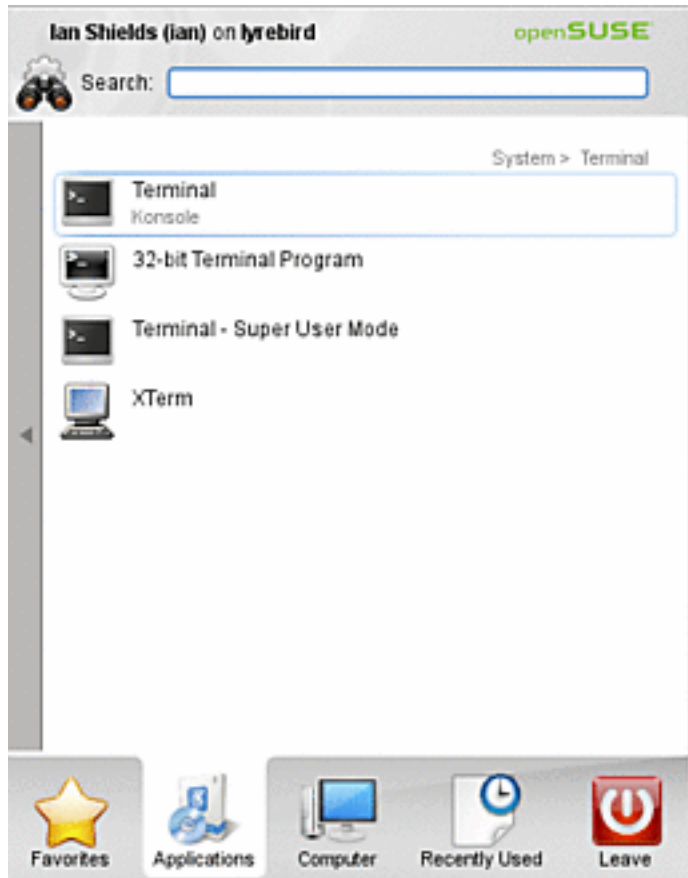 Ian Shields (ian) on lyrebird
openSUSE
Search:
System > Terminal
Terminal
Konsole
32-bit Terminal Program
Terminal - Super User Mode
XTerm
Favorites
Applications
Computer
Recently Used
Leave